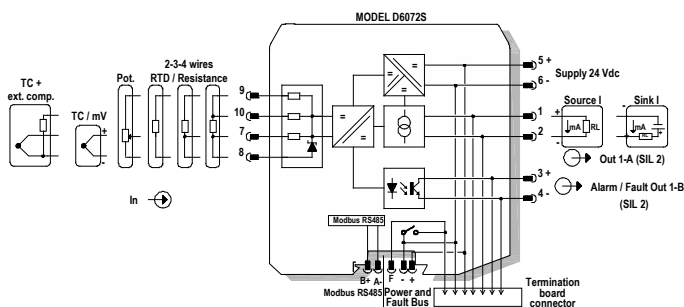 MODEL D6072S
TC +
ext. comp.
TC / mV
+
-
Pot.
2-3-4 wires
RTD / Resistance
9
10
7
8
In
=
=
=
=
=
=
5 +
6 -
Supply 24 Vdc
1
2
Source I
+
mA
RL
-
Sink I
-
mA
RL
+
Out 1-A (SIL 2)
3 +
4 -
Alarm / Fault Out 1-B
(SIL 2)
Modbus RS485
B+ A- F - +
Modbus RS485
Power and
Fault Bus
Termination
board
connector